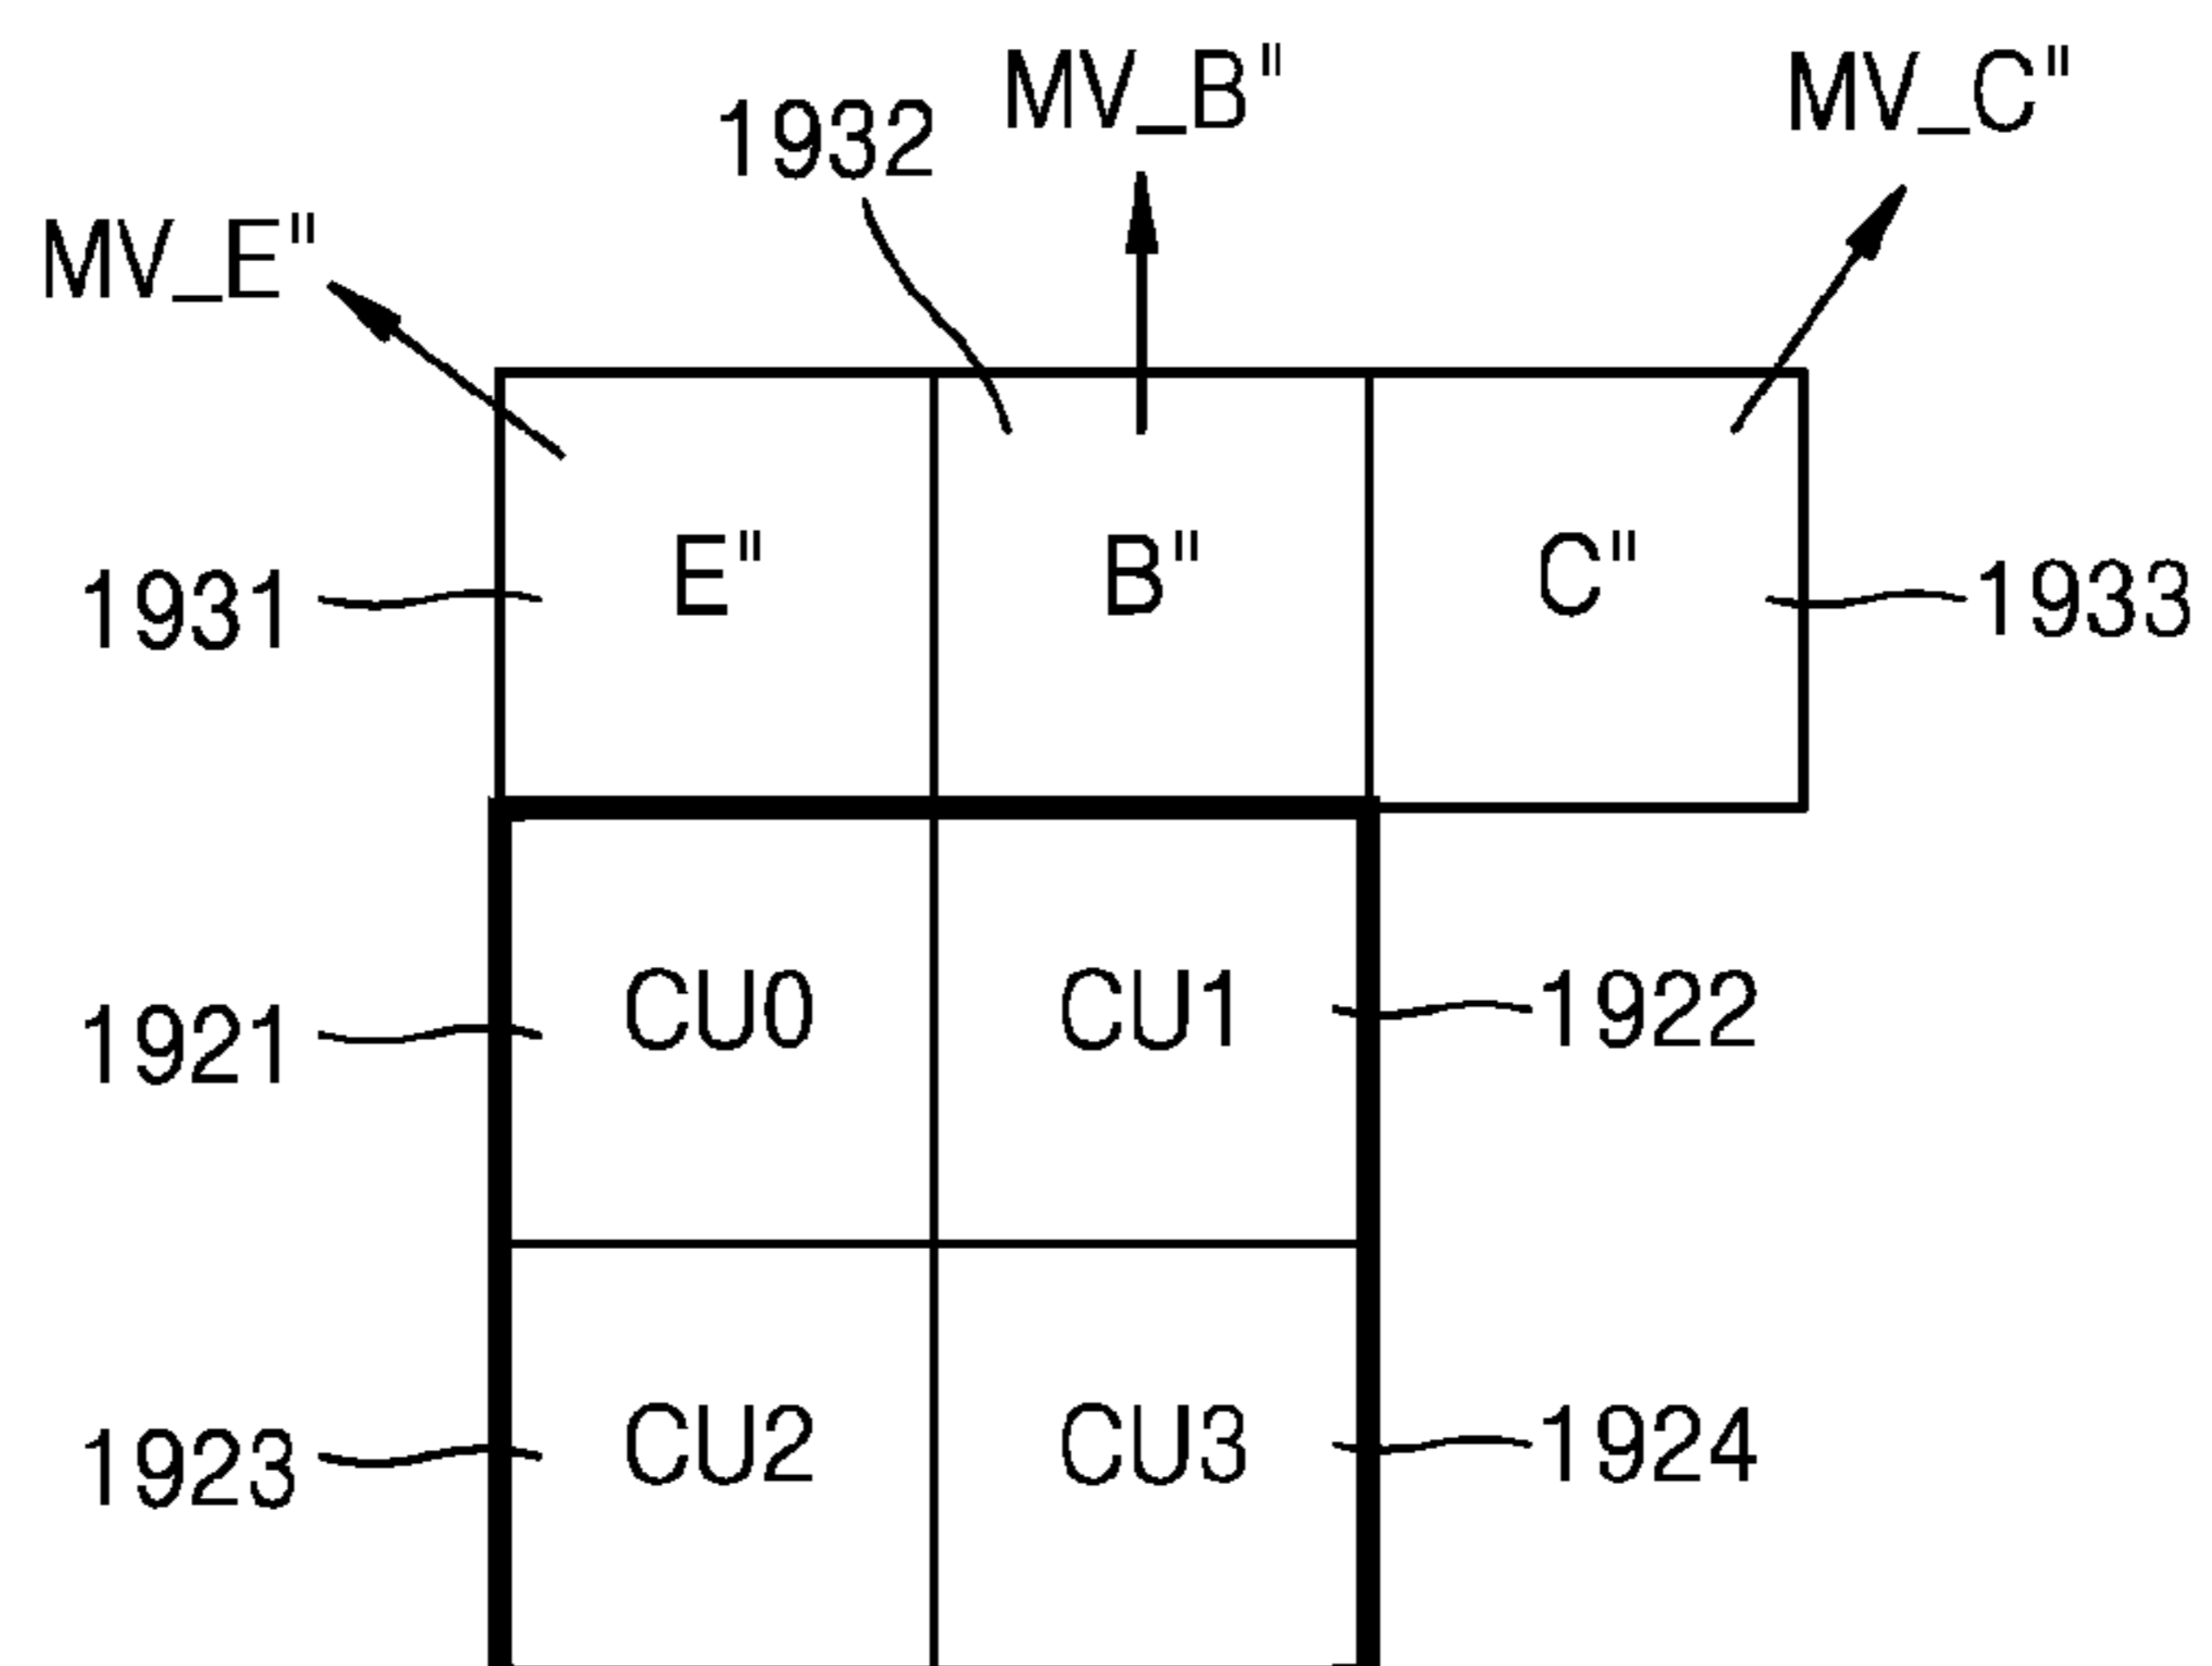 MV_B"
MV_C"
1932
MV_E"
E"
B"
C"
1931
1933
CU0
CU1
1921
1922
CU2
CU3
1923
1924